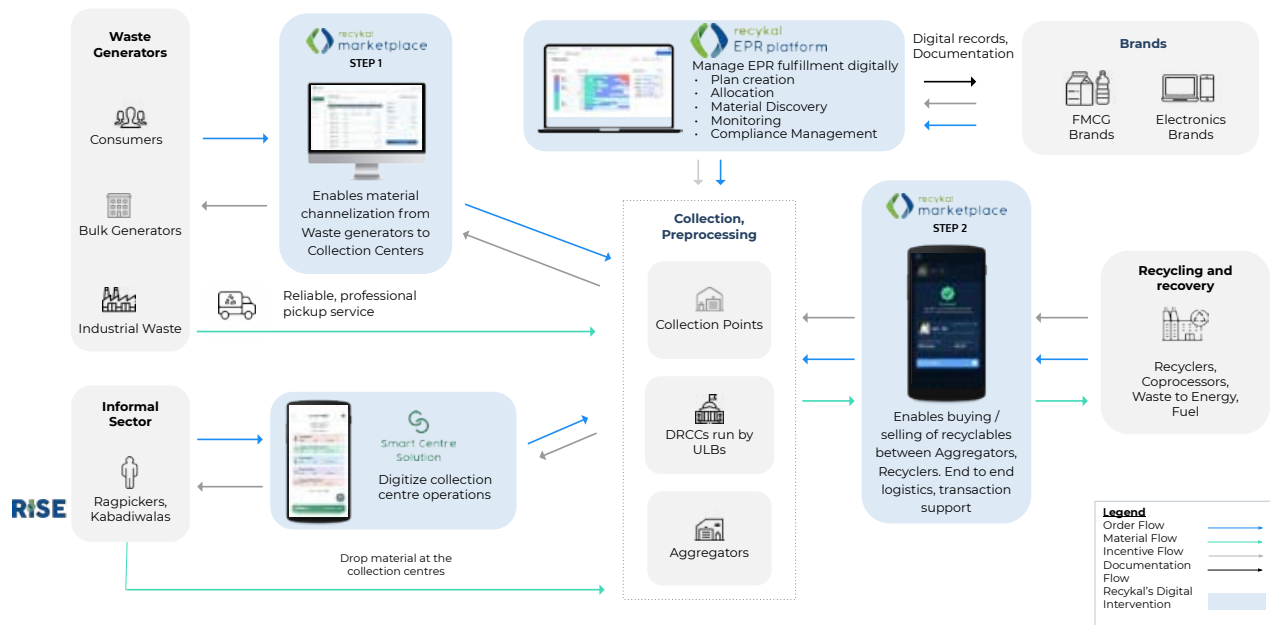 Waste
Generators
Consumers
Bulk Generators
Industrial Waste
recykal
marketplace
STEP 1
Enables material
channelization from
Waste generators to
Collection Centers
Reliable, professional
pickup service
recykal
EPR platform
Manage EPR fulfillment digitally
• Plan creation
• Allocation
• Material Discovery
• Monitoring
• Compliance Management
Digital records,
Documentation
Brands
FMCG
Brands
Electronics
Brands
Collection,
Preprocessing
Collection Points
DRCCs run by
ULBs
Aggregators
recykal
marketplace
STEP 2
Enables buying /
selling of recyclables
between Aggregators,
Recyclers. End to end
logistics, transaction
support
Recycling and
recovery
Recyclers,
Coprocessors,
Waste to Energy,
Fuel
Informal
Sector
Ragpickers,
Kabadiwalas
RISE
Smart Centre
Solution
Digitize collection
centre operations
Drop material at the
collection centres
Legend
Order Flow
Material Flow
Incentive Flow
Documentation
Flow
Recykal's Digital
Intervention